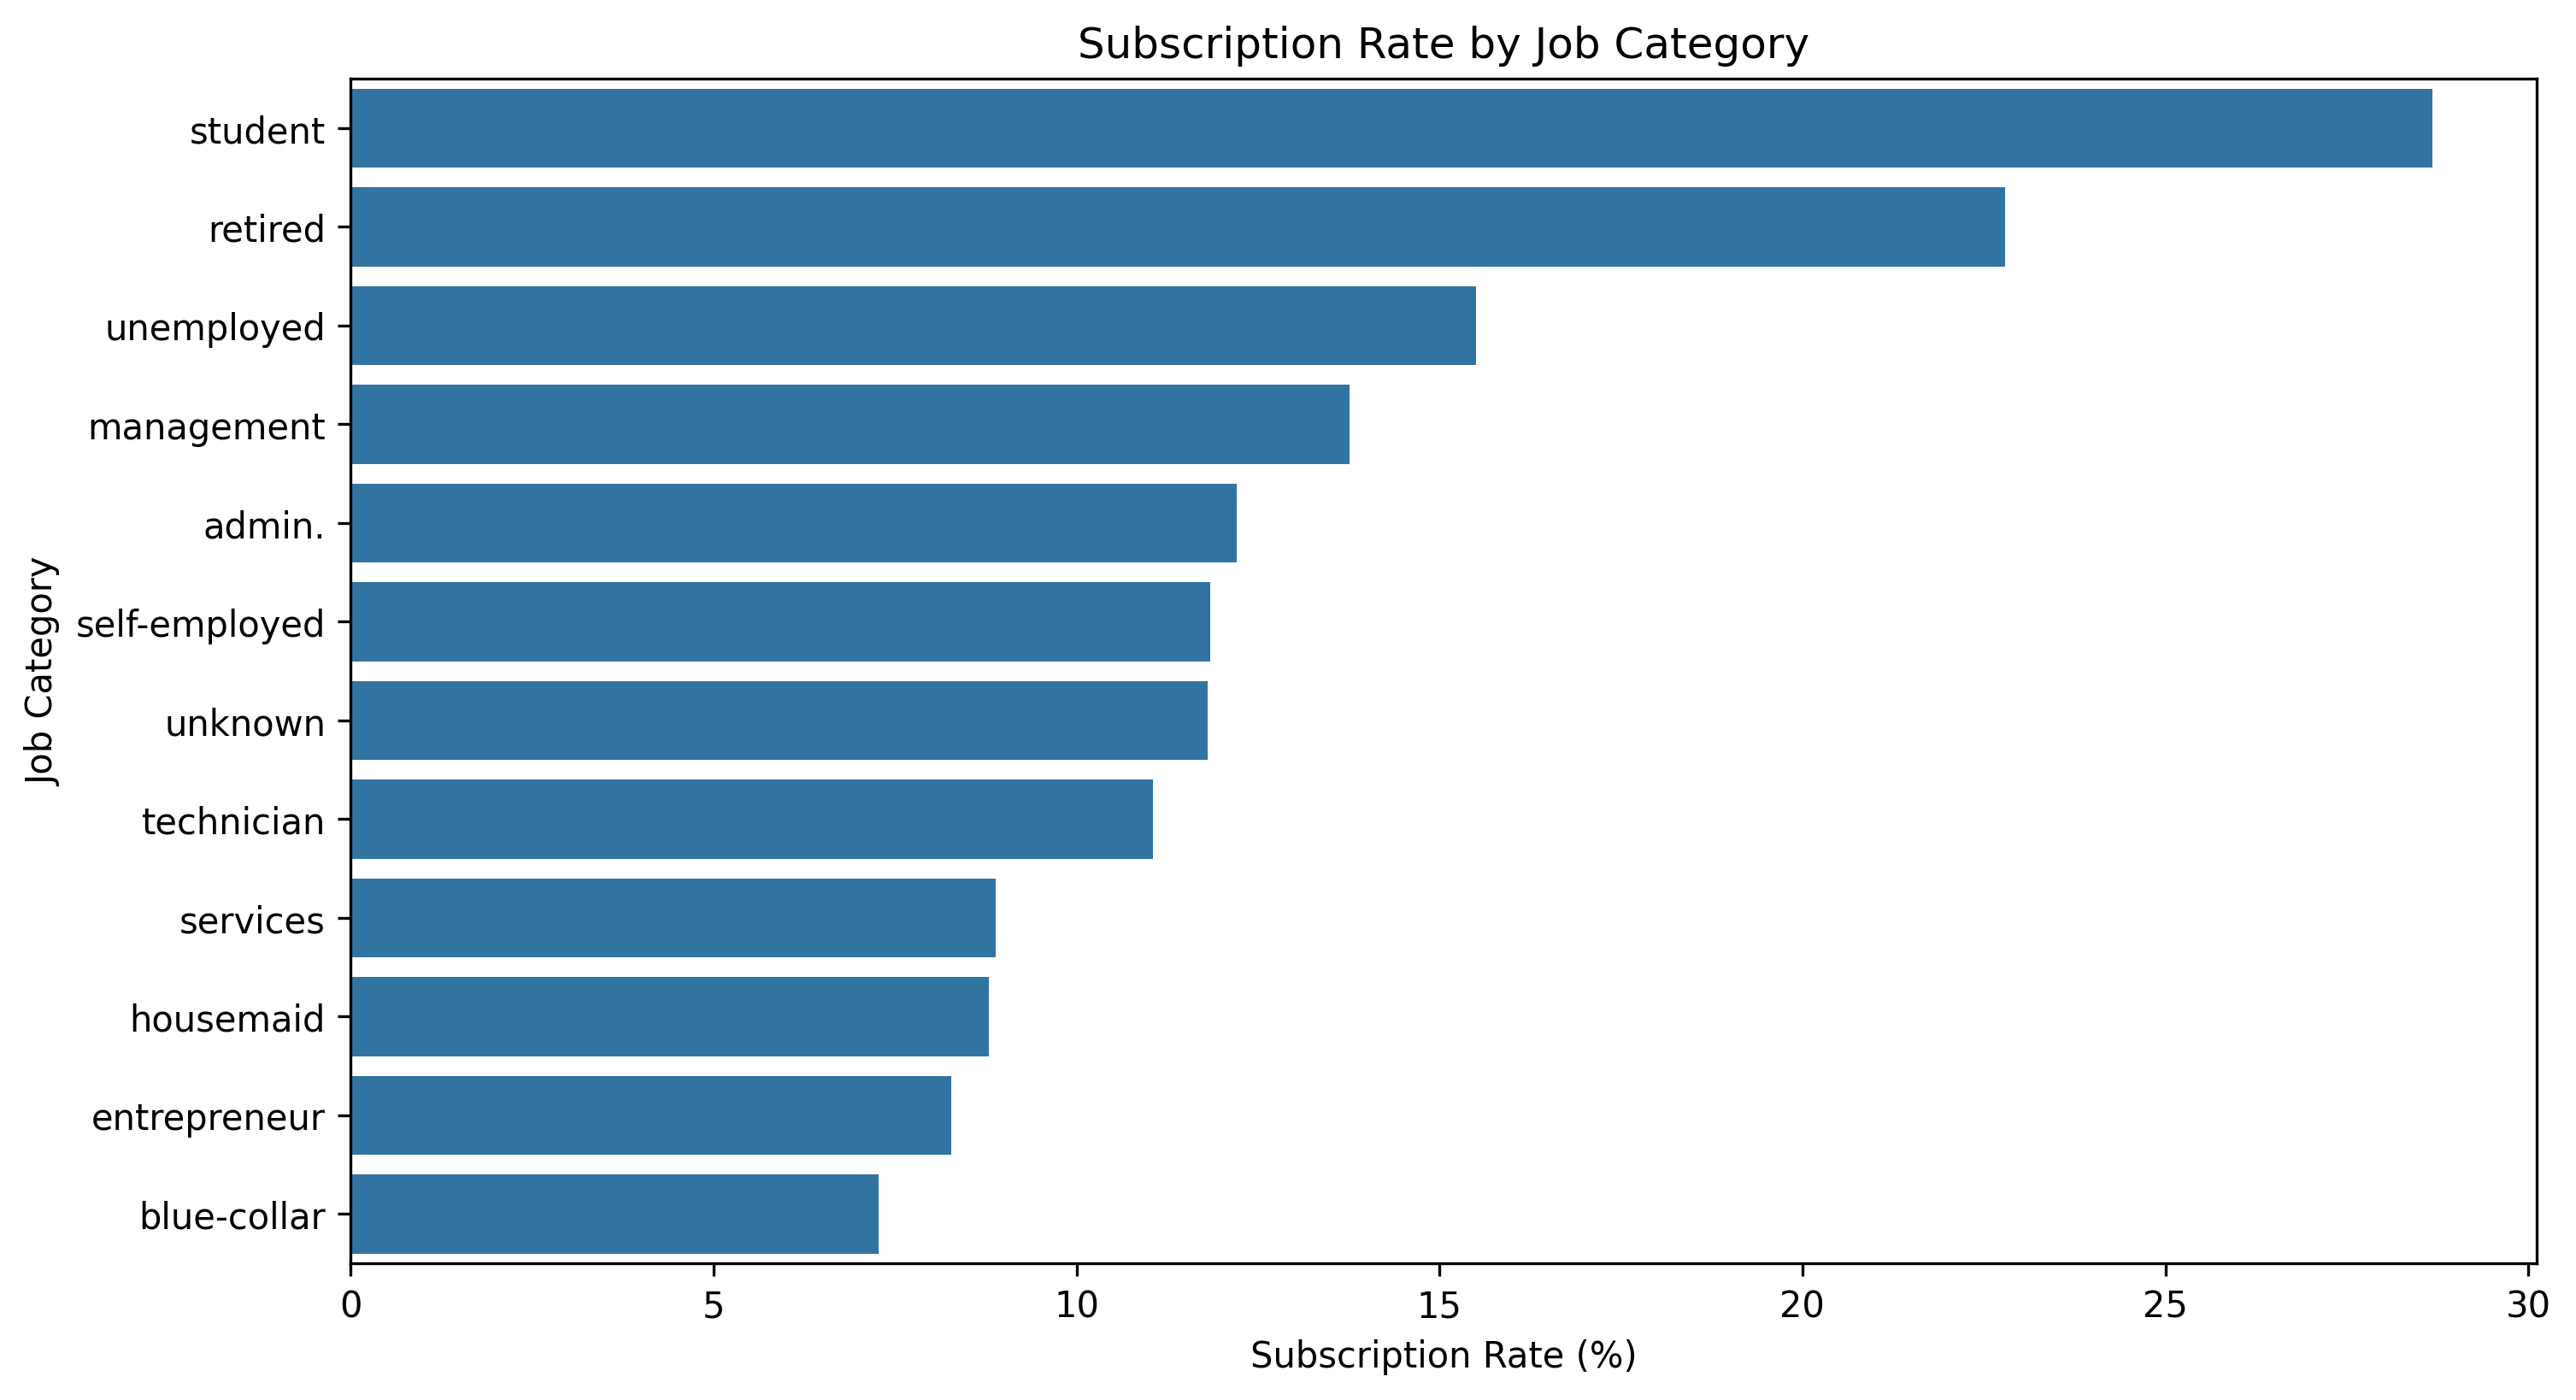 Subscription Rate by Job Category
Job Category
student
retired
unemployed
management
admin.
self-employed
unknown
technician
services
housemaid
entrepreneur
blue-collar
0 5 10 15 20 25 30
Subscription Rate (%)